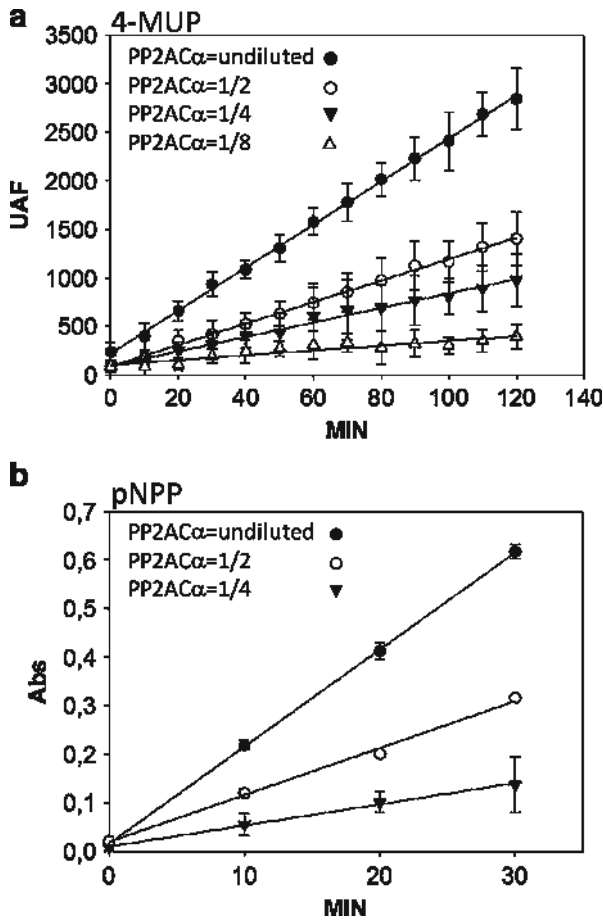 a 4-MUP
3500
3000
2500
2000
1500
1000
500
0
UAF
PP2ACα=undiluted
PP2ACα=1/2
PP2ACα=1/4
PP2ACα=1/8
0 20 40 60 80 100 120 140
MIN
b pNPP
0,7
0,6
0,5
0,4
0,3
0,2
0,1
0,0
Abs
PP2ACα=undiluted
PP2ACα=1/2
PP2ACα=1/4
0 10 20 30
MIN